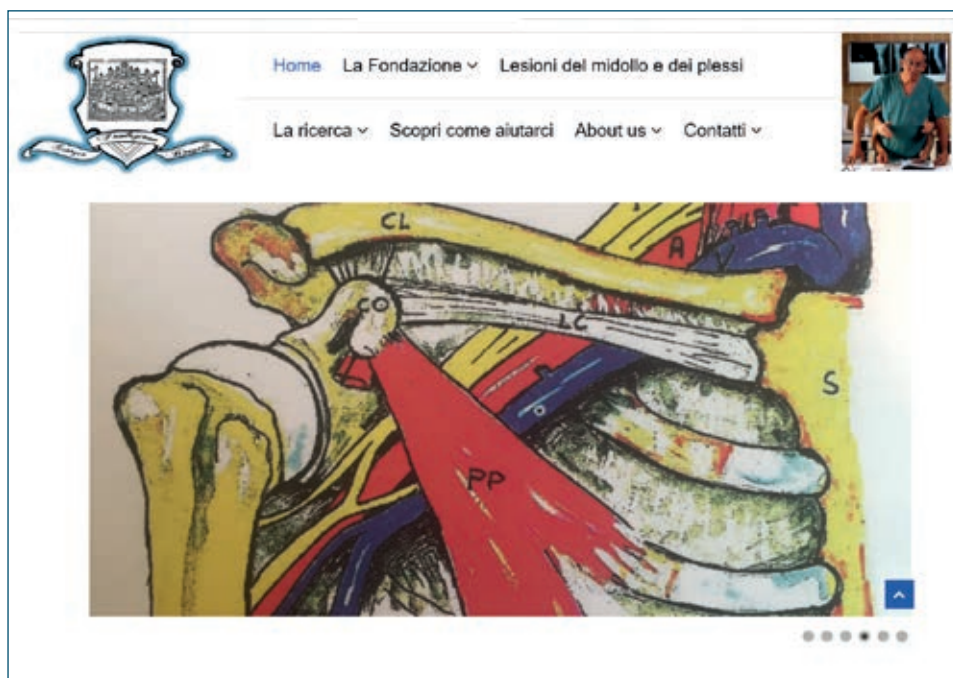 Home La Fondazione Lesioni del midollo e dei plessi
La ricerca Scopri come aiutarci About us Contatti
CL
A
V
CO
LC
S
PP